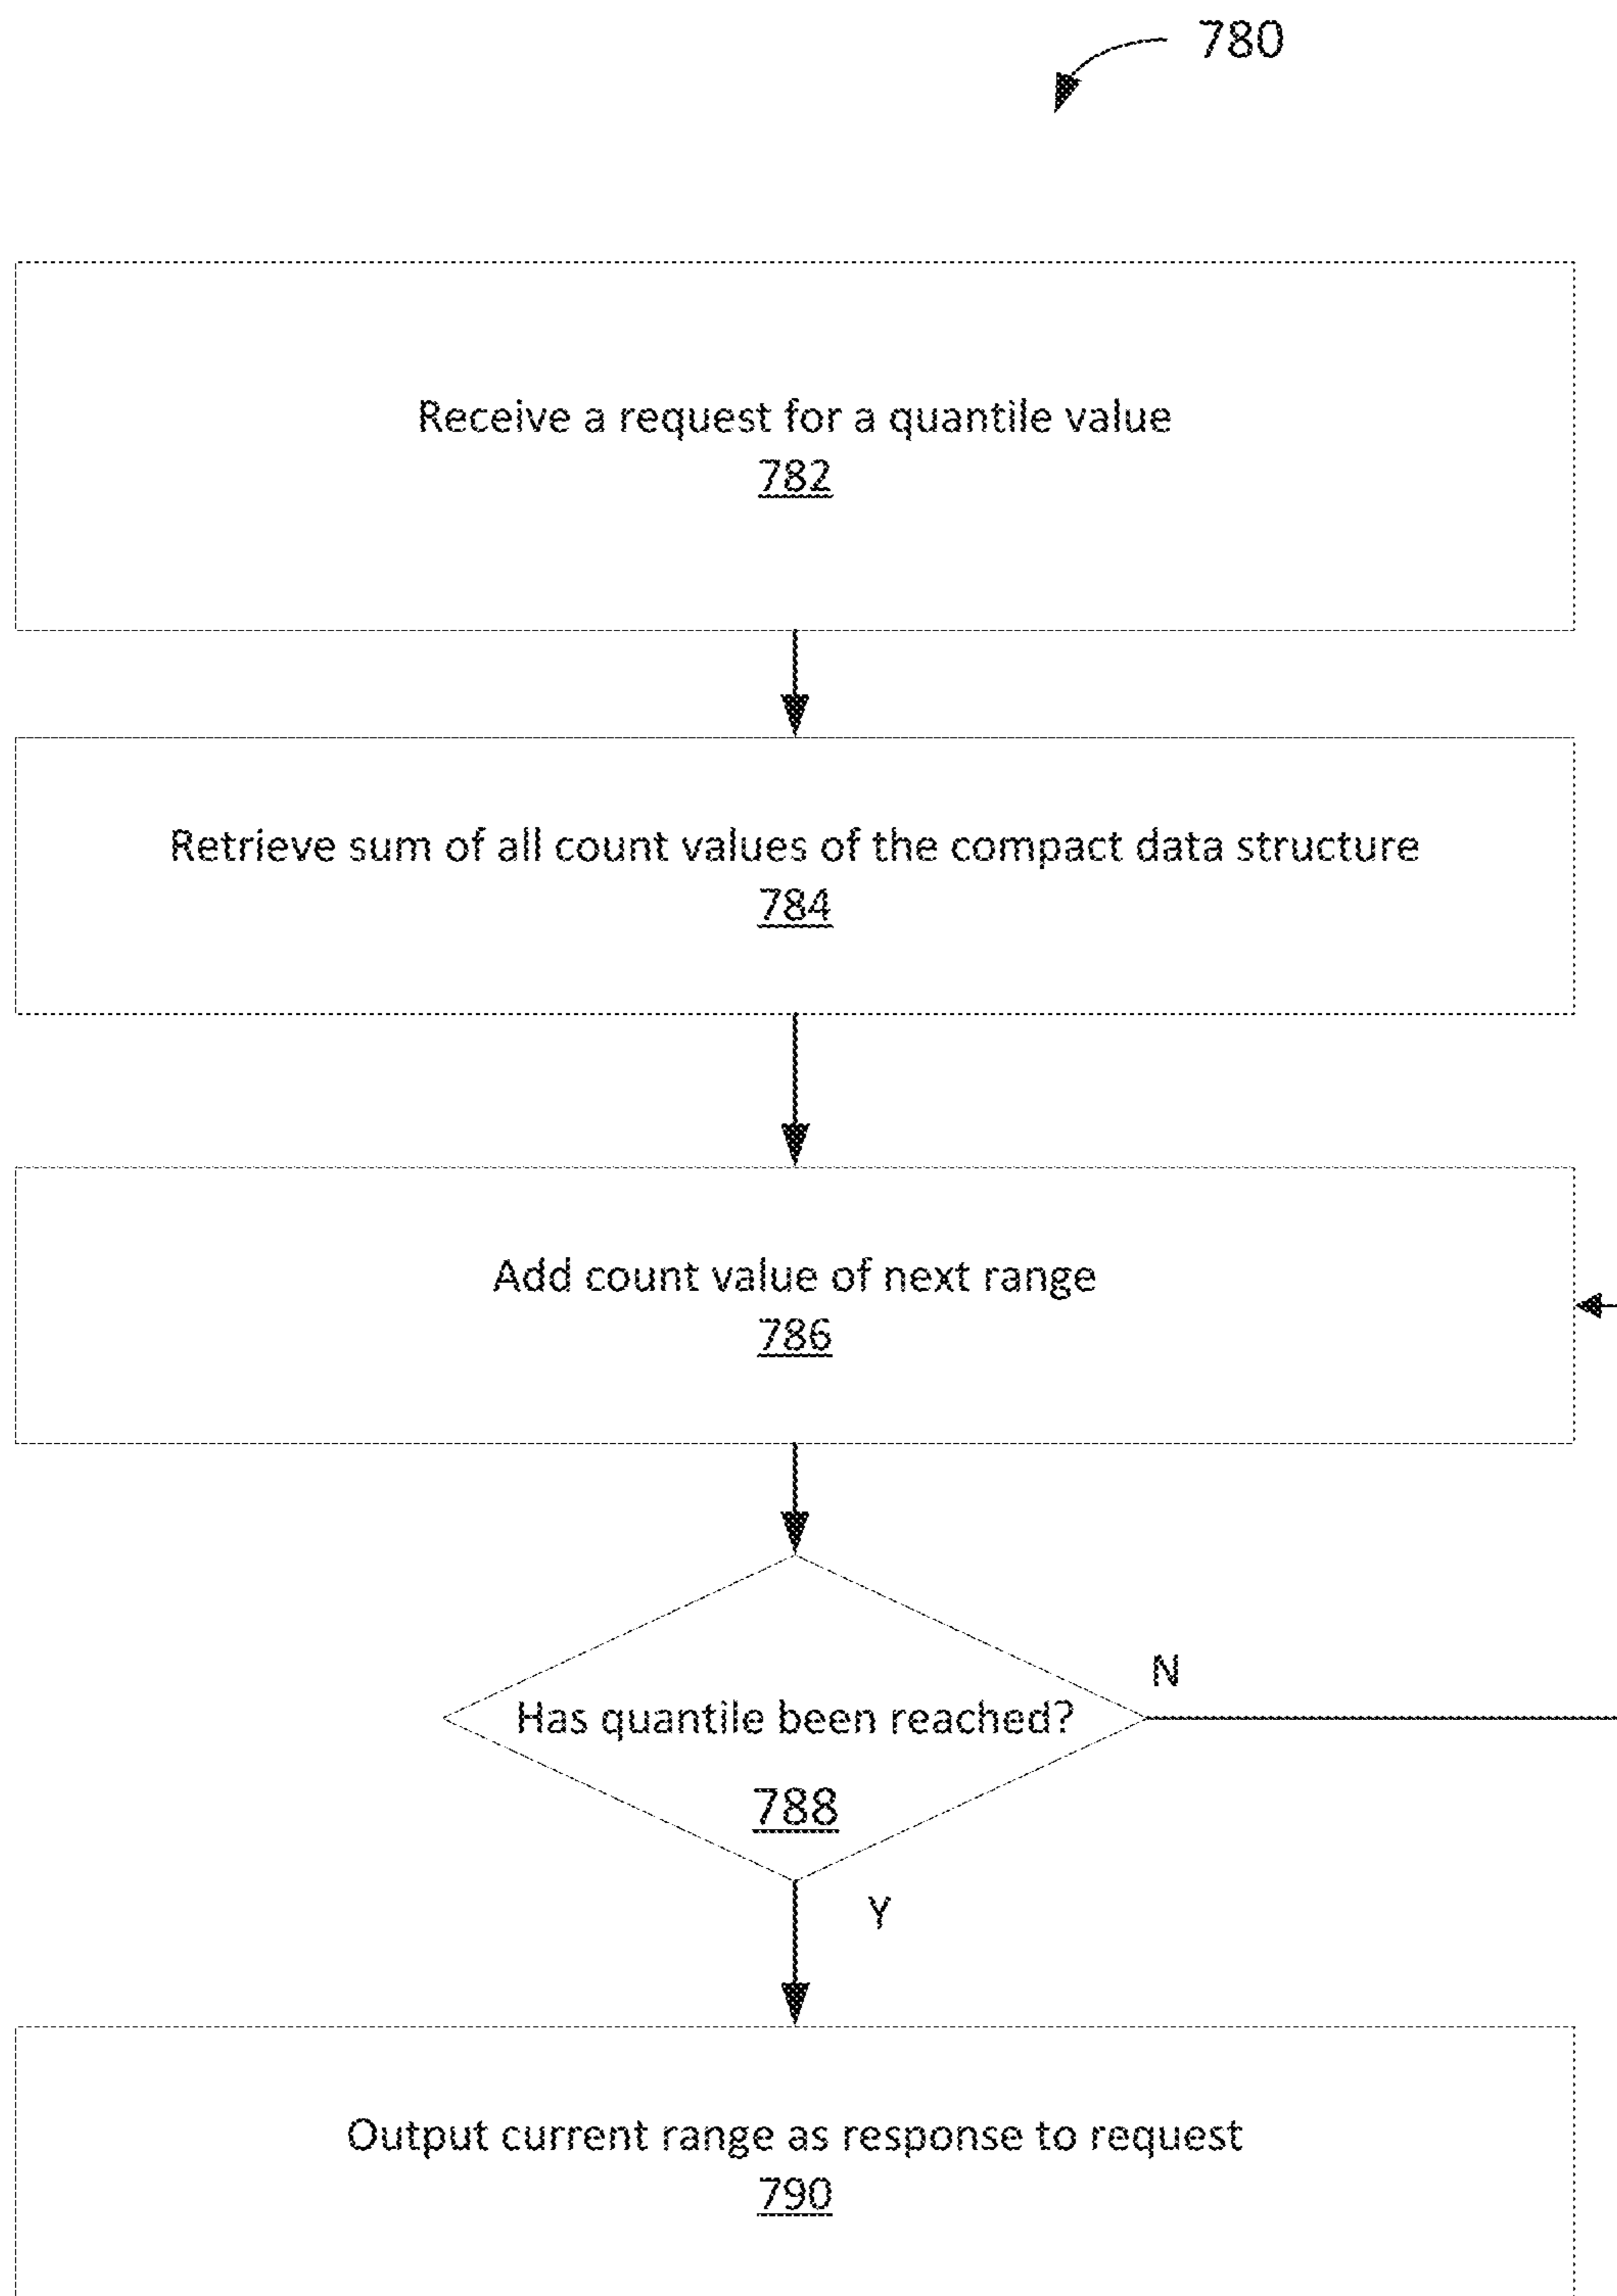 780
Receive a request for a quantile value
782
Retrieve sum of all count values of the compact data structure
784
Add count value of next range
786
N
Has quantile been reached?
788
Y
Output current range as response to request
790